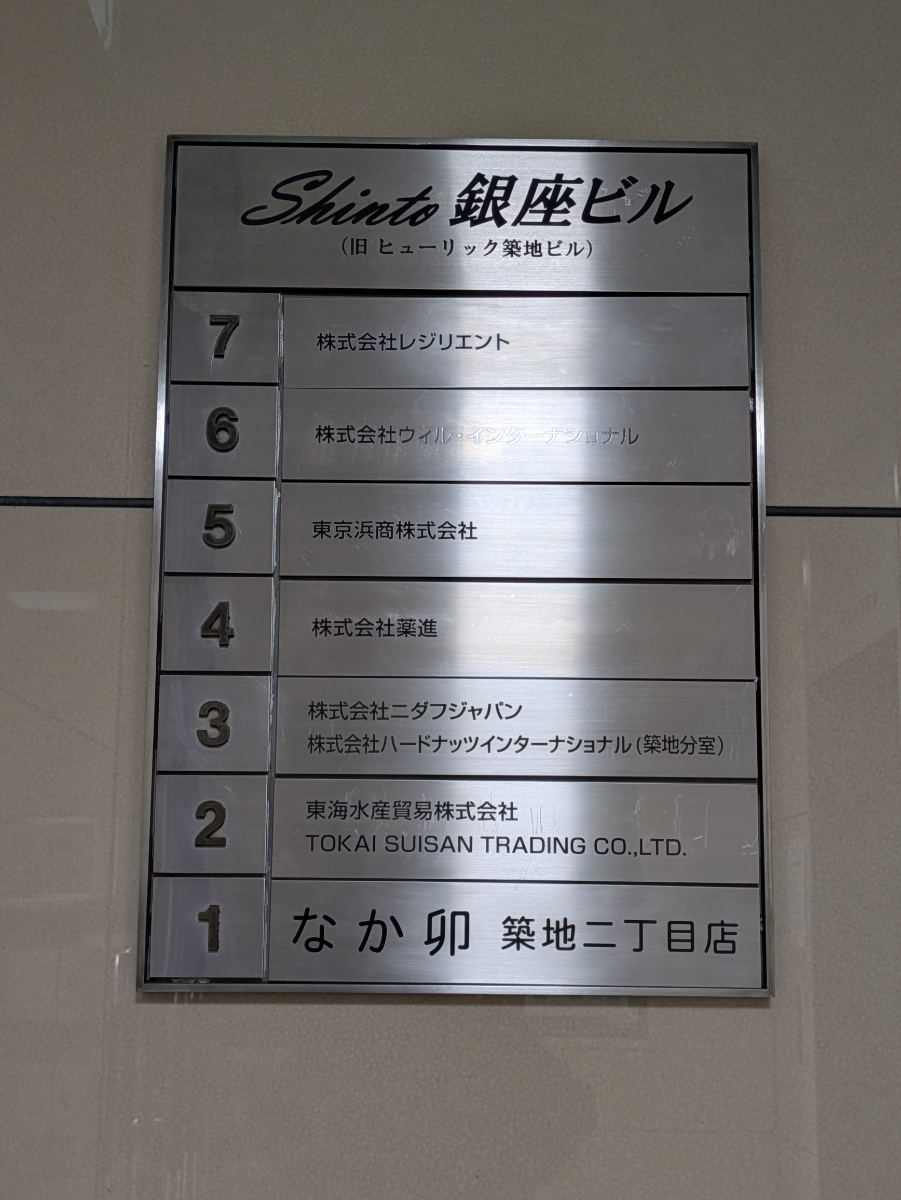 Shinto 銀座ビル
(旧 ヒューリック築地ビル)
7 株式会社レジリエント
6 株式会社ウィル・インターナショナル
5 東京浜商株式会社
4 株式会社薬進
3 株式会社ニダフジャパン
株式会社ハードナッツインターナショナル(築地分室)
2 東海水産貿易株式会社
TOKAI SUISAN TRADING CO.,LTD.
1 なか卯 築地二丁目店